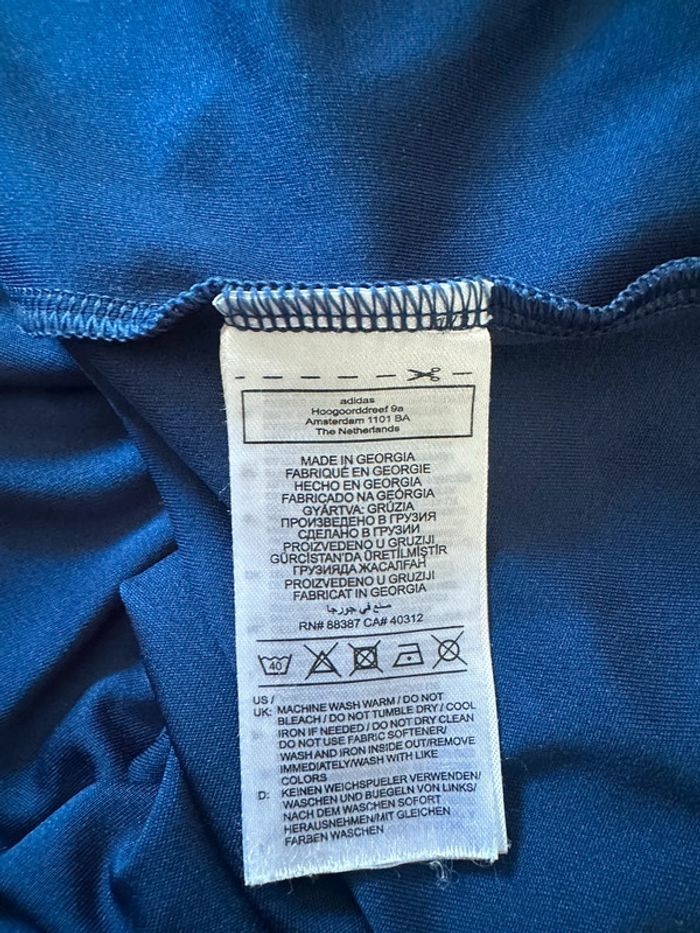 adidas
Hoogoorddreef 9a
Amsterdam 1101 BA
The Netherlands
MADE IN GEORGIA
FABRIQUÉ EN GEORGIE
HECHO EN GEORGIA
FABRICADO NA GEÓRGIA
GYÁRTVA: GRÚZIA
ПРОИЗВЕДЕНО В ГРУЗИЯ
СДЕЛАНО В ГРУЗИИ
PROIZVEDENO U GRUZIJI
GÜRCİSTAN'DA ÜRETİLMİŞTİR
ГРУЗИЯДА ЖАСАЛҒАН
PROIZVEDENO U GRUZIJI
FABRICAT IN GEORGIA
صنع في جورجيا
RN# 88387 CA# 40312
40
US /
UK: MACHINE WASH WARM / DO NOT
BLEACH / DO NOT TUMBLE DRY / COOL
IRON IF NEEDED / DO NOT DRY CLEAN
DO NOT USE FABRIC SOFTENER/
WASH AND IRON INSIDE OUT/REMOVE
IMMEDIATELY/WASH WITH LIKE
COLORS
D: KEINEN WEICHSPUELER VERWENDEN/
WASCHEN UND BUEGELN VON LINKS/
NACH DEM WASCHEN SOFORT
HERAUSNEHMEN/MIT GLEICHEN
FARBEN WASCHEN